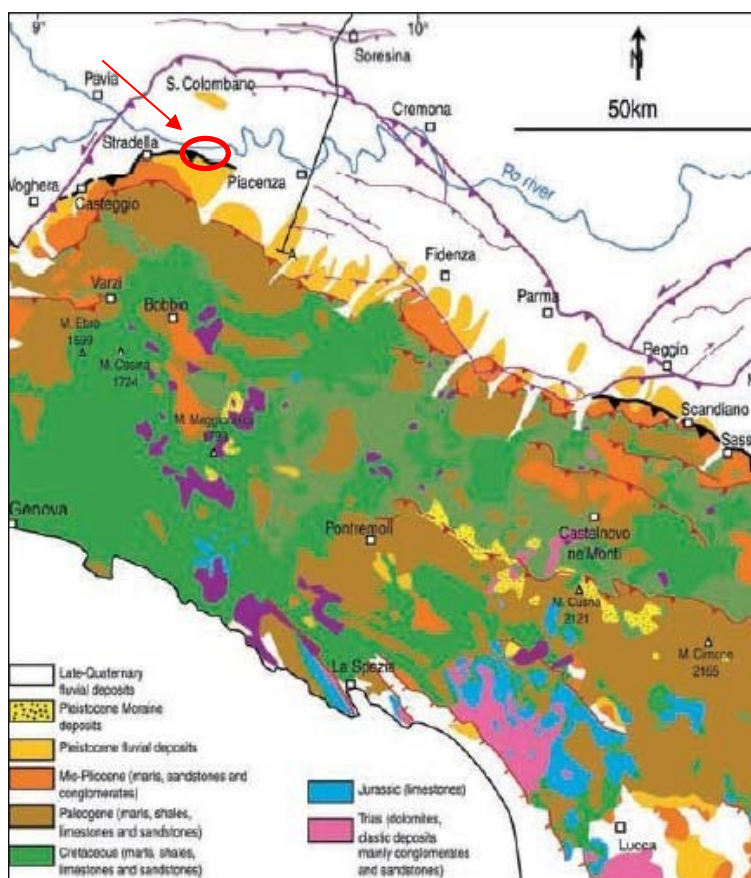 9°
10°
Soresina
N
Pavia
S. Colombano
Cremona
50km
Stradella
Piacenza
Po river
Voghera
Casteggio
A
Fidenza
Varzi
Bobbio
Parma
M. Ebro
1699
M. Cosna
1724
Reggio
M. Maggiorasca
1799
Scandiano
Sass
Genova
Pontremoli
Castelnovo
ne'Monti
M. Cusna
2121
M. Cimone
2165
La Spezia
Lucca
Late-Quaternary
fluvial deposits
Pleistocene Moraine
deposits
Pleistocene fluvial deposits
Mio-Pliocene (marls, sandstones and
conglomerates)
Paleogene (marls, shales,
limestones and sandstones)
Cretaceous (marls, shales,
limestones and sandstones)
Jurassic (limestones)
Trias (dolomites,
clastic deposits
mainly conglomerates
and sandstones)